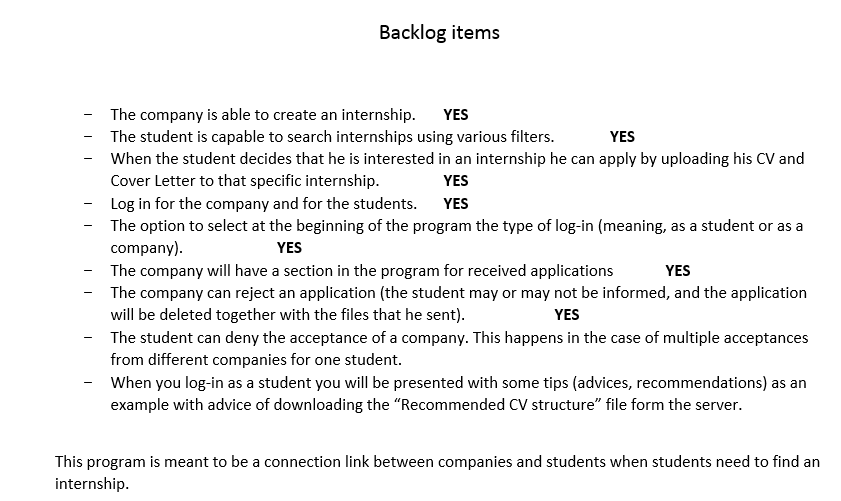 Backlog items
- The company is able to create an internship. YES
- The student is capable to search internships using various filters. YES
- When the student decides that he is interested in an internship he can apply by uploading his CV and
Cover Letter to that specific internship. YES
- Log in for the company and for the students. YES
- The option to select at the beginning of the program the type of log-in (meaning, as a student or as a
company). YES
- The company will have a section in the program for received applications YES
- The company can reject an application (the student may or may not be informed, and the application
will be deleted together with the files that he sent). YES
- The student can deny the acceptance of a company. This happens in the case of multiple acceptances
from different companies for one student.
- When you log-in as a student you will be presented with some tips (advices, recommendations) as an
example with advice of downloading the “Recommended CV structure” file form the server.
This program is meant to be a connection link between companies and students when students need to find an
internship.